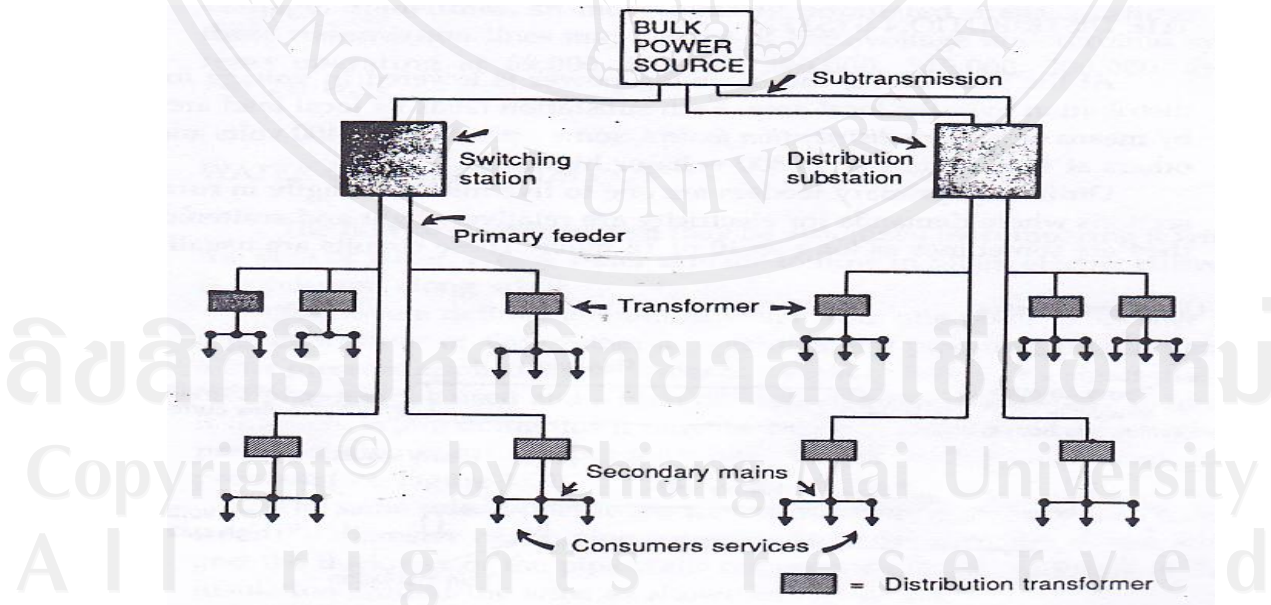 BULK
POWER
SOURCE
Subtransmission
Switching
station
Distribution
substation
Primary feeder
Transformer
Secondary mains
Consumers services
= Distribution transformer
UNIVERSITY
ลิขสิทธิ์มหาวิทยาลัยเชียงใหม่
Copyright© by Chiang Mai University
All rights reserved